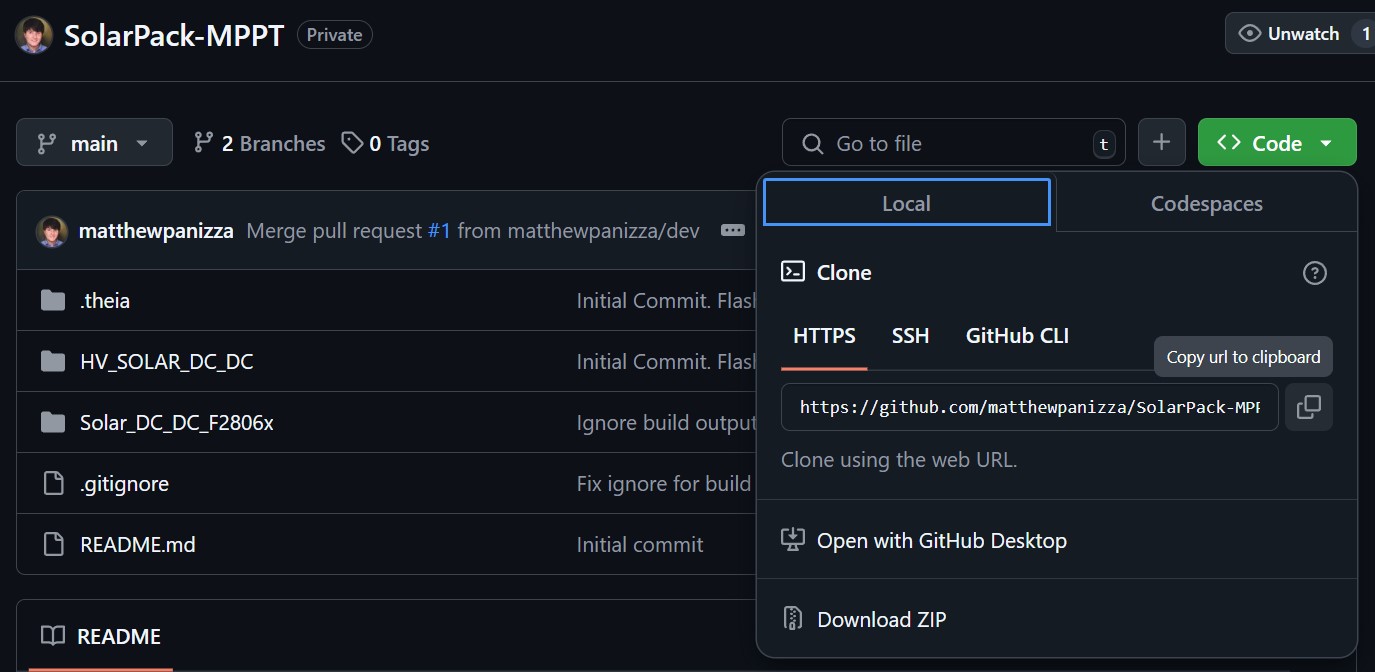 SolarPack-MPPT Private Unwatch 1
main 2 Branches 0 Tags Go to file t Code
Local Codespaces
matthewpanizza Merge pull request #1 from matthewpanizza/dev
Clone
.theia Initial Commit.
HTTPS SSH GitHub CLI
Copy url to clipboard
HV_SOLAR_DC_DC Initial Commit.
https://github.com/matthewpanizza/SolarPack-MPP
Solar_DC_DC_F2806x Ignore build output
Clone using the web URL.
.gitignore Fix ignore for build
Open with GitHub Desktop
README.md Initial commit
Download ZIP
README